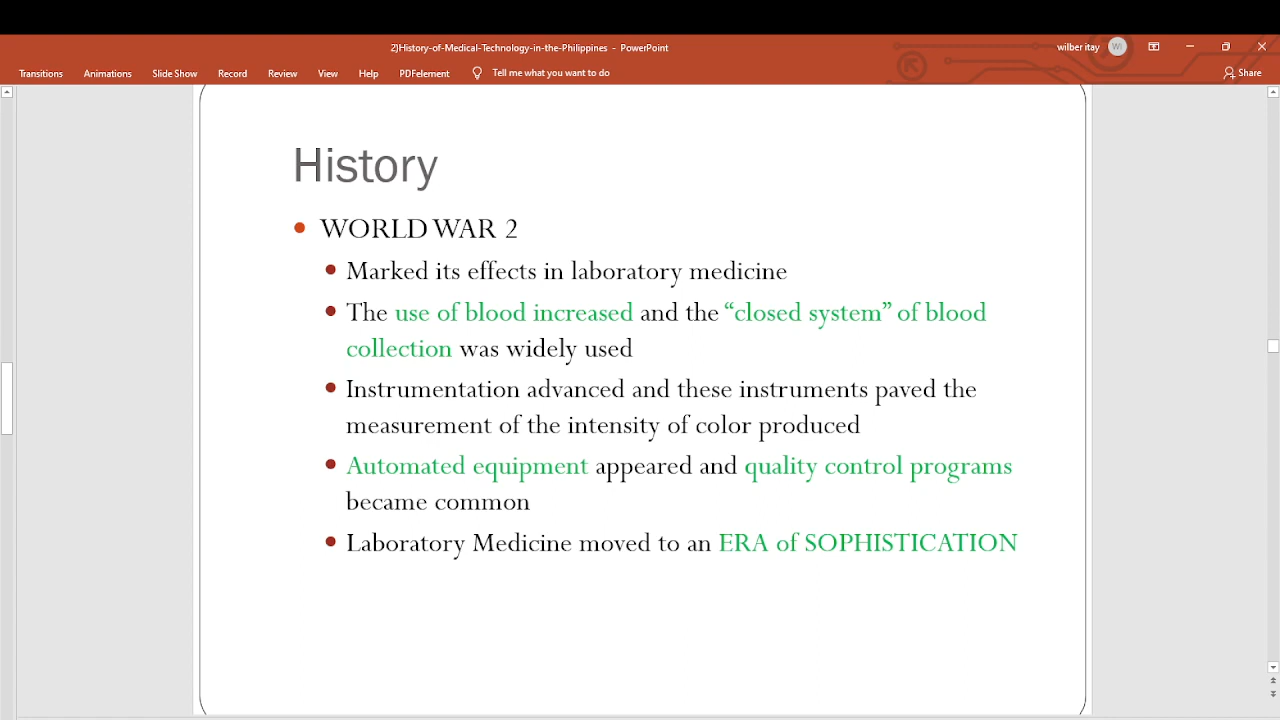 2)History-of-Medical-Technology-in-the-Philippines - PowerPoint
wilber itay
WI
Transitions Animations Slide Show Record Review View Help PDFelement Tell me what you want to do
Share
History
WORLD WAR 2
Marked its effects in laboratory medicine
The use of blood increased and the “closed system” of blood
collection was widely used
Instrumentation advanced and these instruments paved the
measurement of the intensity of color produced
Automated equipment appeared and quality control programs
became common
Laboratory Medicine moved to an ERA of SOPHISTICATION